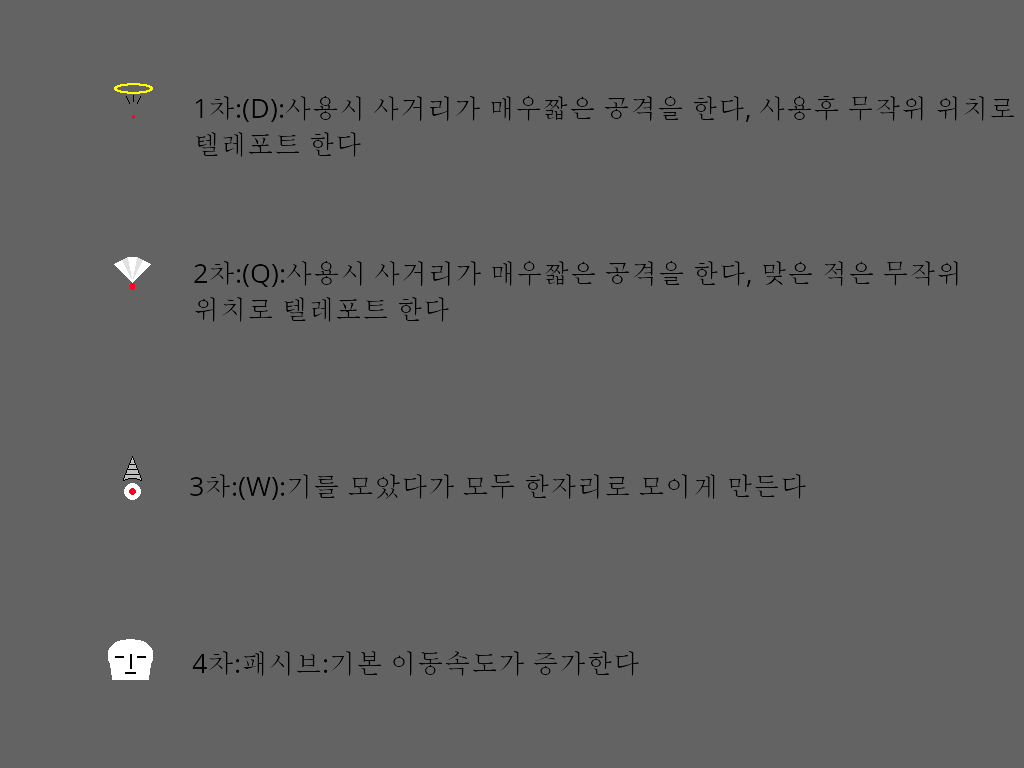 1차:(D):사용시 사거리가 매우짧은 공격을 한다, 사용후 무작위 위치로
텔레포트 한다
2차:(Q):사용시 사거리가 매우짧은 공격을 한다, 맞은 적은 무작위
위치로 텔레포트 한다
3차:(W):기를 모았다가 모두 한자리로 모이게 만든다
4차:패시브:기본 이동속도가 증가한다